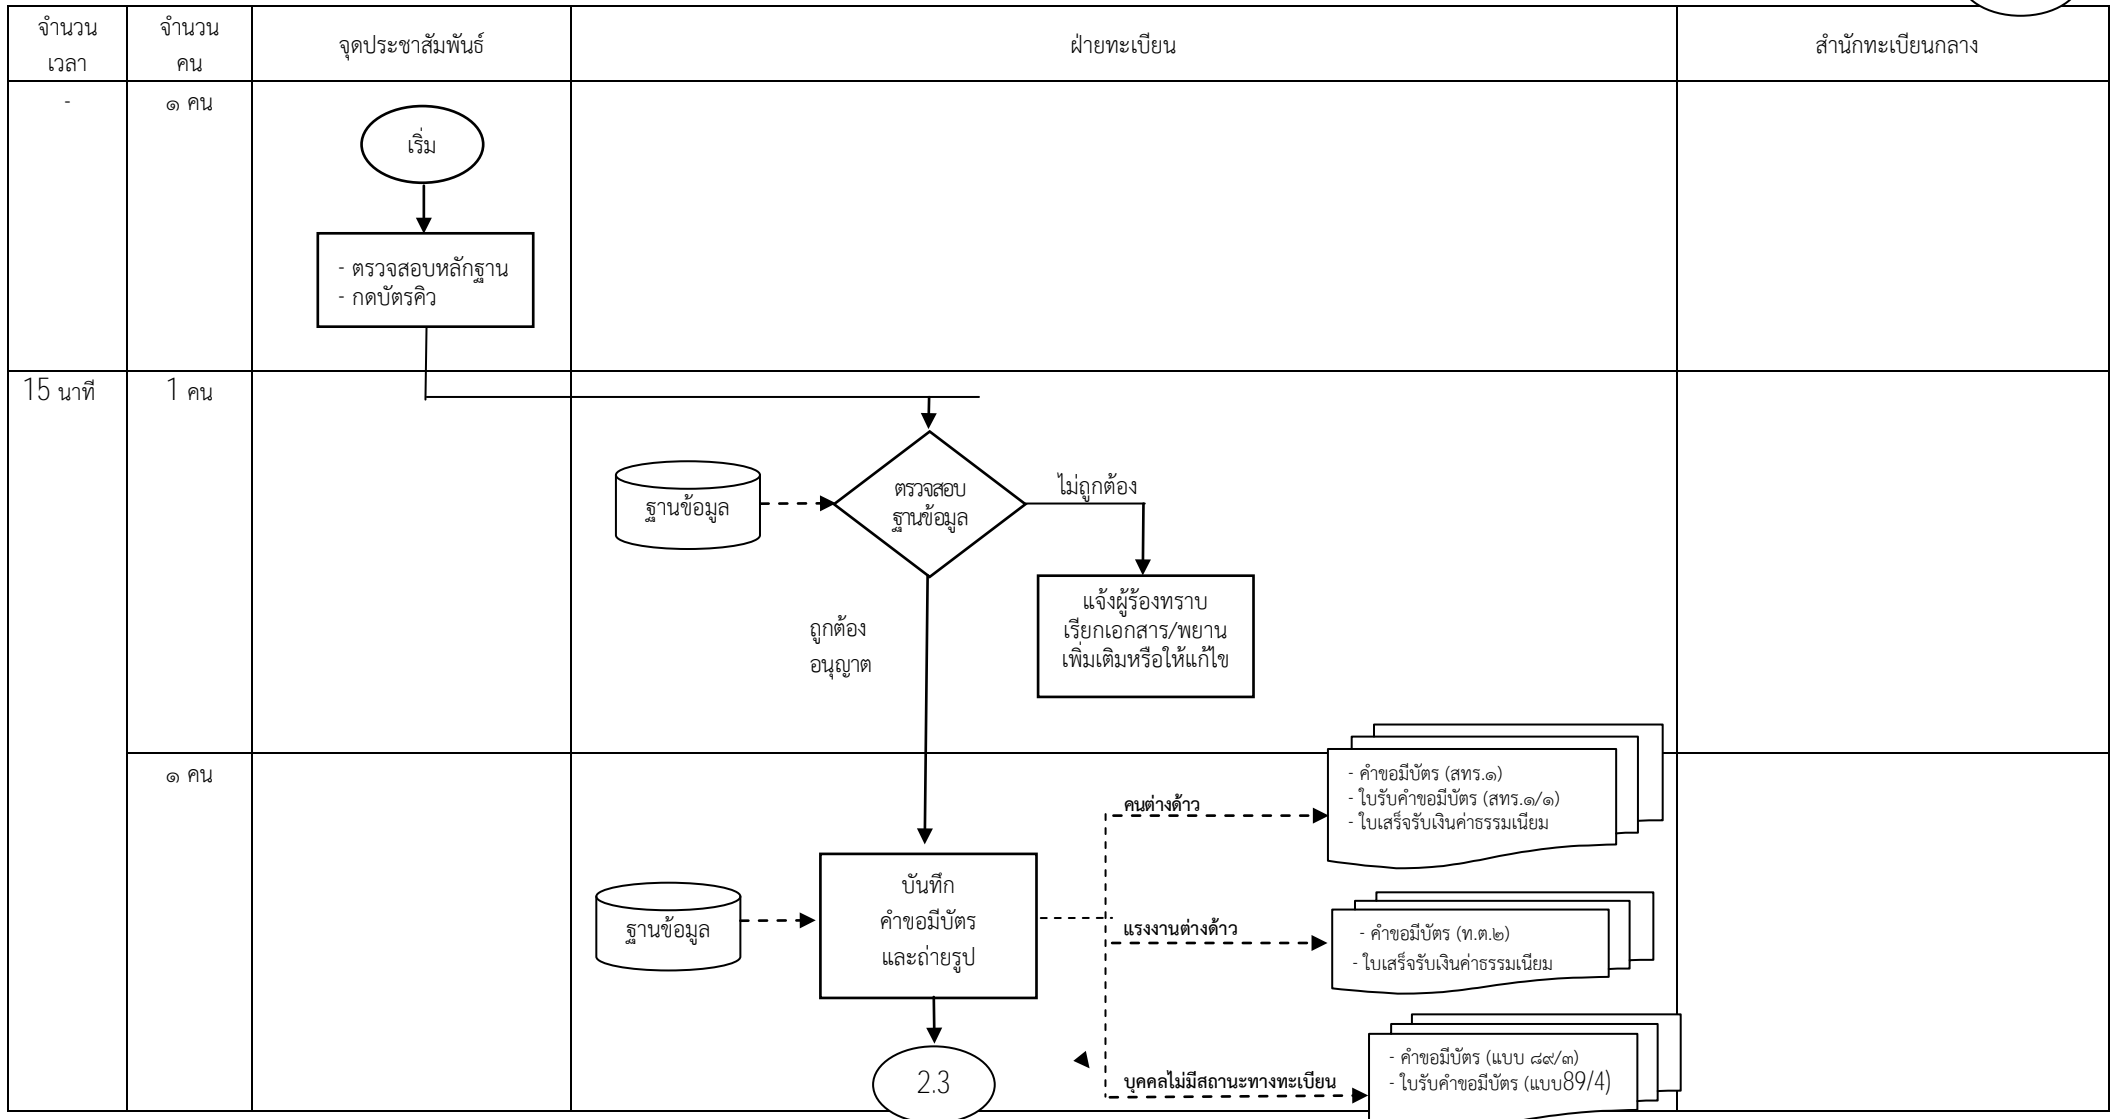 จำนวน
เวลา
จำนวน
คน
จุดประชาสัมพันธ์
ฝ่ายทะเบียน
สำนักทะเบียนกลาง
-
๑ คน
เริ่ม
- ตรวจสอบหลักฐาน
- กดบัตรคิว
15 นาที
1 คน
ฐานข้อมูล
ตรวจสอบ
ฐานข้อมูล
ไม่ถูกต้อง
แจ้งผู้ร้องทราบ
เรียกเอกสาร/พยาน
เพิ่มเติมหรือให้แก้ไข
ถูกต้อง
อนุญาต
๑ คน
ฐานข้อมูล
บันทึก
คำขอมีบัตร
และถ่ายรูป
คนต่างด้าว
- คำขอมีบัตร (สทร.๑)
- ใบรับคำขอมีบัตร (สทร.๑/๑)
- ใบเสร็จรับเงินค่าธรรมเนียม
แรงงานต่างด้าว
- คำขอมีบัตร (ท.ต.๒)
- ใบเสร็จรับเงินค่าธรรมเนียม
บุคคลไม่มีสถานะทางทะเบียน
- คำขอมีบัตร (แบบ ๘๙/๓)
- ใบรับคำขอมีบัตร (แบบ89/4)
2.3